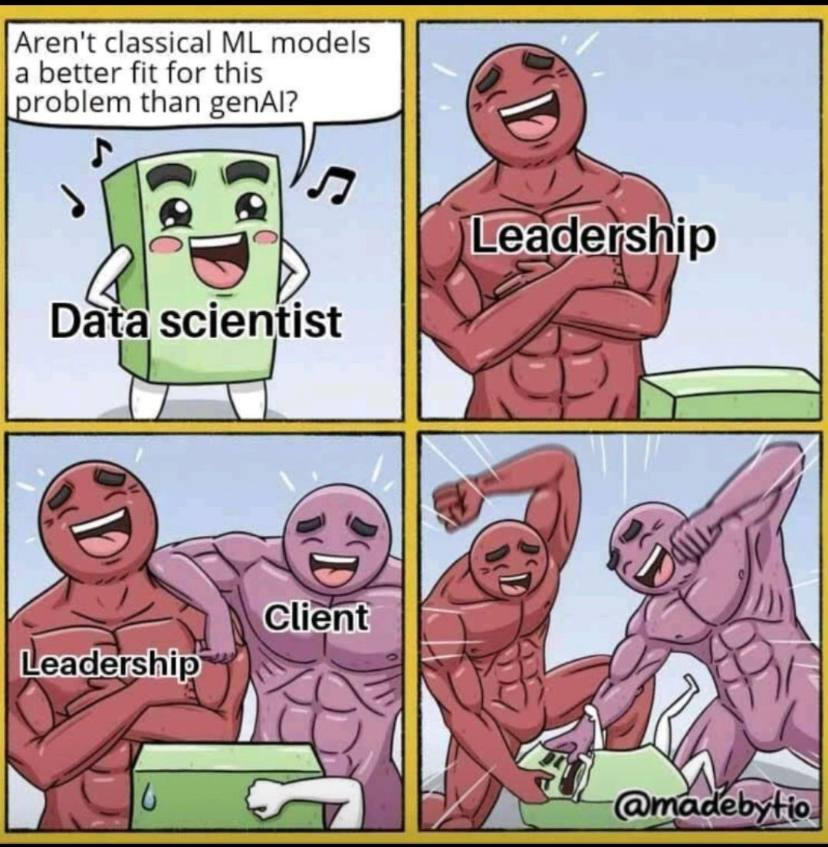 Aren't classical ML models
a better fit for this
problem than genAI?
Data scientist
Leadership
Leadership
Client
@madebytio